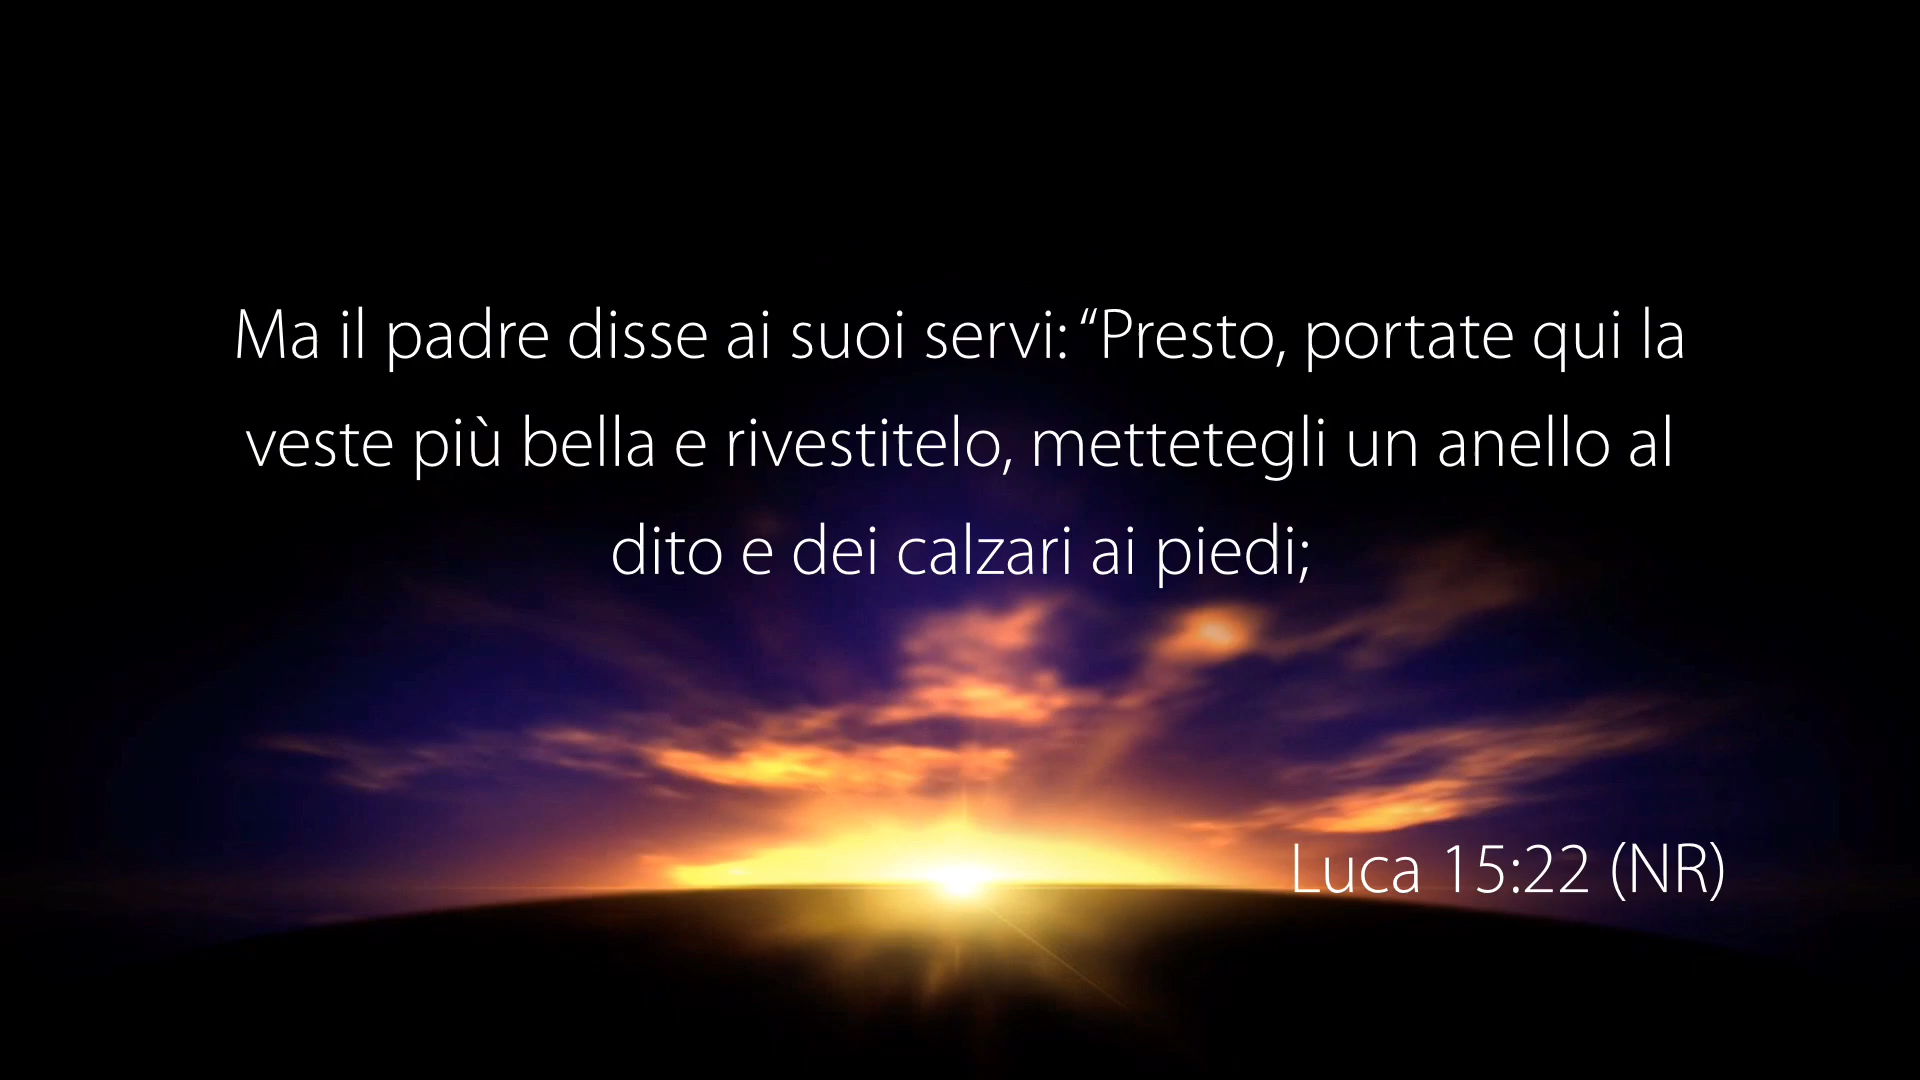 Ma il padre disse ai suoi servi: “Presto, portate qui la
veste più bella e rivestitelo, mettetegli un anello al
dito e dei calzari ai piedi;
Luca 15:22 (NR)